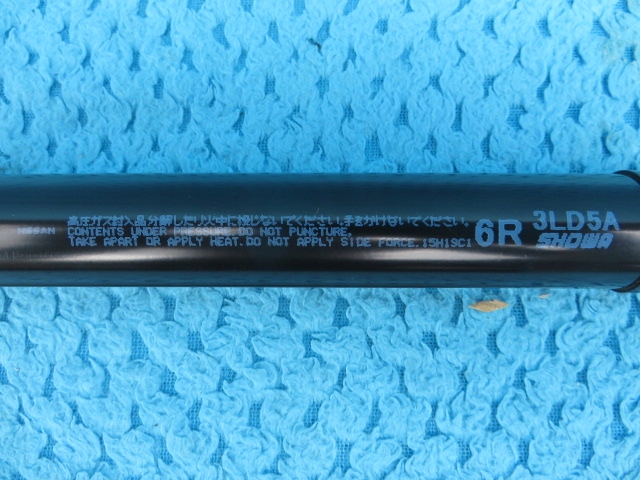 NISSAN
高圧ガス封入品分解したり火中に投じないでください.手をかけないでください.
CONTENTS UNDER PRESSURE. DO NOT PUNCTURE,
TAKE APART OR APPLY HEAT. DO NOT APPLY SIDE FORCE. 15H1SC1
6R
3LD5A
SHOWA